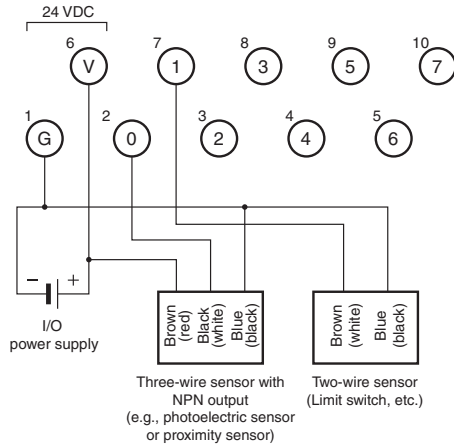 24 VDC
6 7 8 9 10
V 1 3 5 7
1 2 3 4 5
G 0 2 4 6
− +
I/O
power supply
Brown
(red)
Black
(white)
Blue
(black)
Brown
(white)
Blue
(black)
Three-wire sensor with
NPN output
(e.g., photoelectric sensor
or proximity sensor)
Two-wire sensor
(Limit switch, etc.)